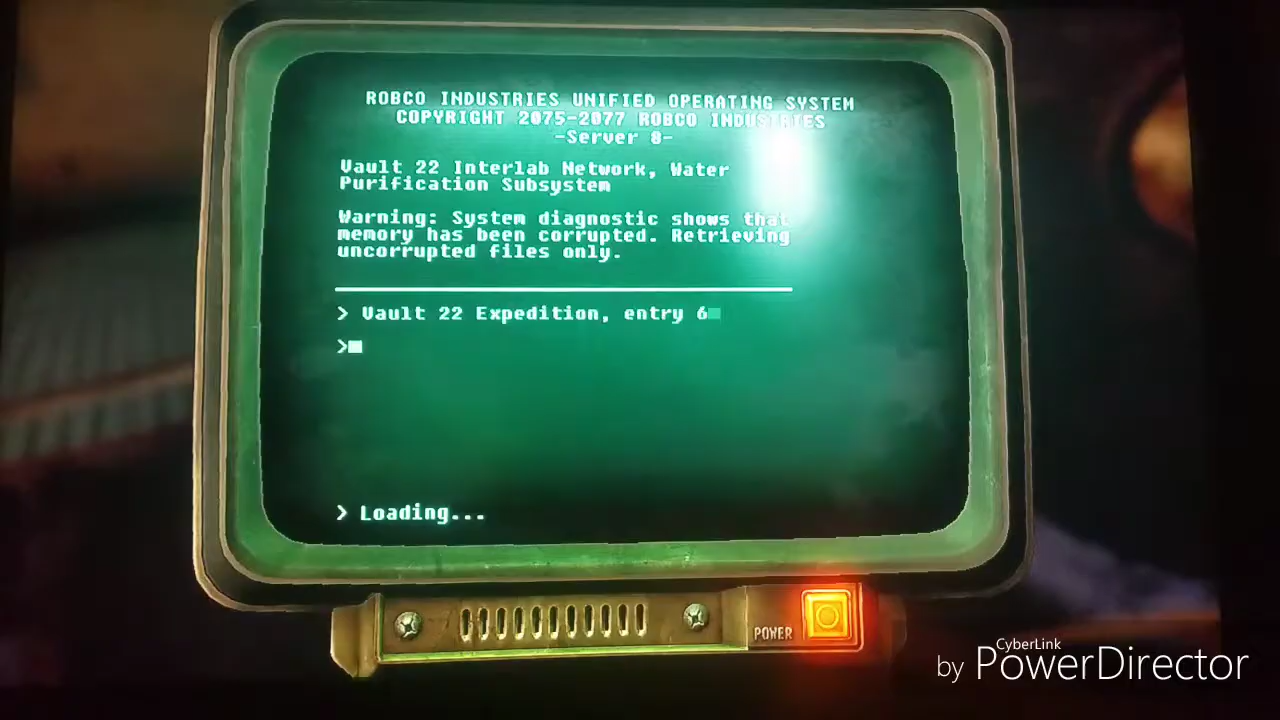 ROBCO INDUSTRIES UNIFIED OPERATING SYSTEM
COPYRIGHT 2075-2077 ROBCO INDUSTRIES
-Server 8-
Vault 22 Interlab Network, Water
Purification Subsystem
Warning: System diagnostic shows that
memory has been corrupted. Retrieving
uncorrupted files only.
> Vault 22 Expedition, entry 6
>
> Loading...
POWER
CyberLink
by PowerDirector